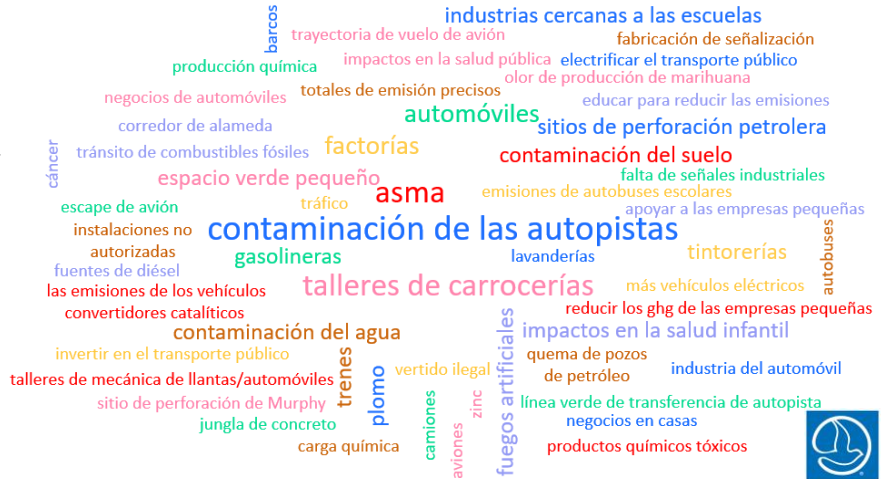 industrias cercanas a las escuelas
barcos
trayectoria de vuelo de avión
fabricación de señalización
producción química
impactos en la salud pública
electrificar el transporte público
olor de producción de marihuana
negocios de automóviles
totales de emisión precisos
educar para reducir las emisiones
automóviles
corredor de alameda
sitios de perforación petrolera
factorías
cáncer
tránsito de combustibles fósiles
contaminación del suelo
espacio verde pequeño
asma
falta de señales industriales
emisiones de autobuses escolares
escape de avión
tráfico
apoyar a las empresas pequeñas
instalaciones no
autorizadas
contaminación de las autopistas
gasolineras
lavanderías
tintorerías
autobuses
fuentes de diésel
talleres de carrocerías
más vehículos eléctricos
las emisiones de los vehículos
convertidores catalíticos
reducir los ghg de las empresas pequeñas
contaminación del agua
fuegos artificiales
impactos en la salud infantil
invertir en el transporte público
trenes
plomo
vertido ilegal
quema de pozos
de petróleo
industria del automóvil
talleres de mecánica de llantas/automóviles
sitio de perforación de Murphy
camiones
zinc
línea verde de transferencia de autopista
jungla de concreto
negocios en casas
carga química
aviones
productos químicos tóxicos